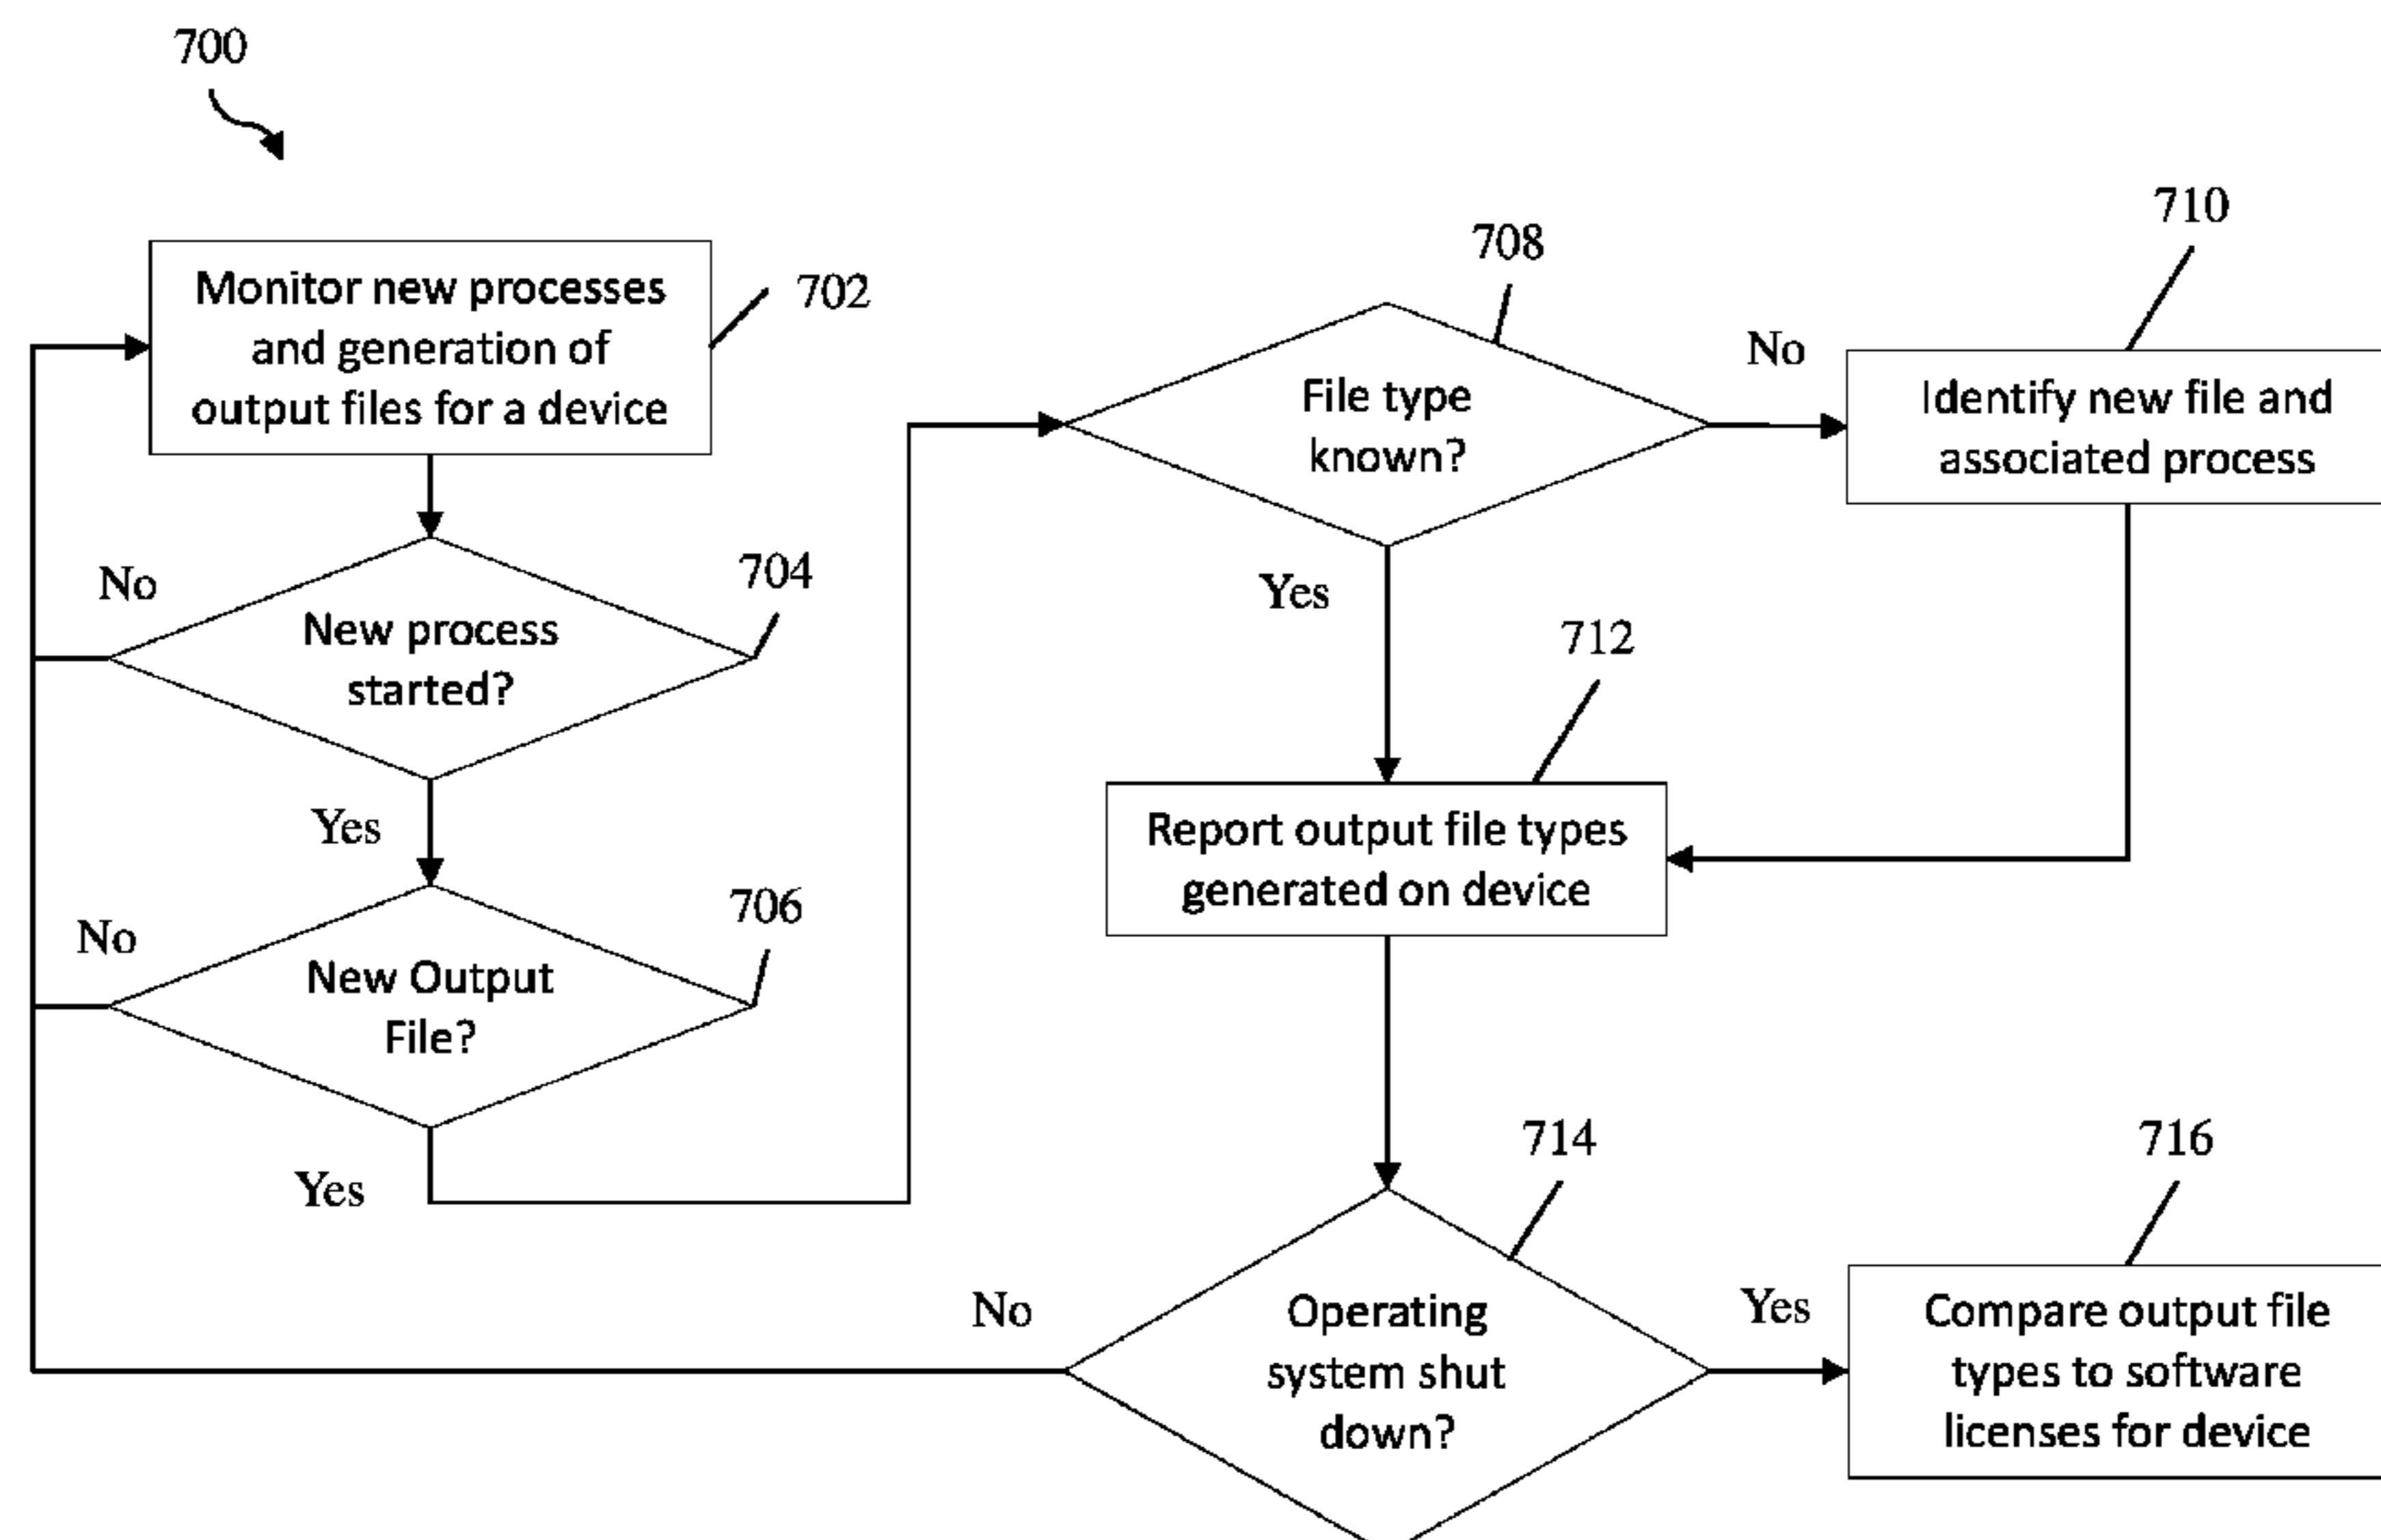 700
Monitor new processes
and generation of
output files for a device
702
No
New process
started?
704
Yes
No
New Output
File?
706
Yes
File type
known?
708
No
710
Identify new file and
associated process
Yes
712
Report output file types
generated on device
714
No
Operating
system shut
down?
Yes
716
Compare output file
types to software
licenses for device